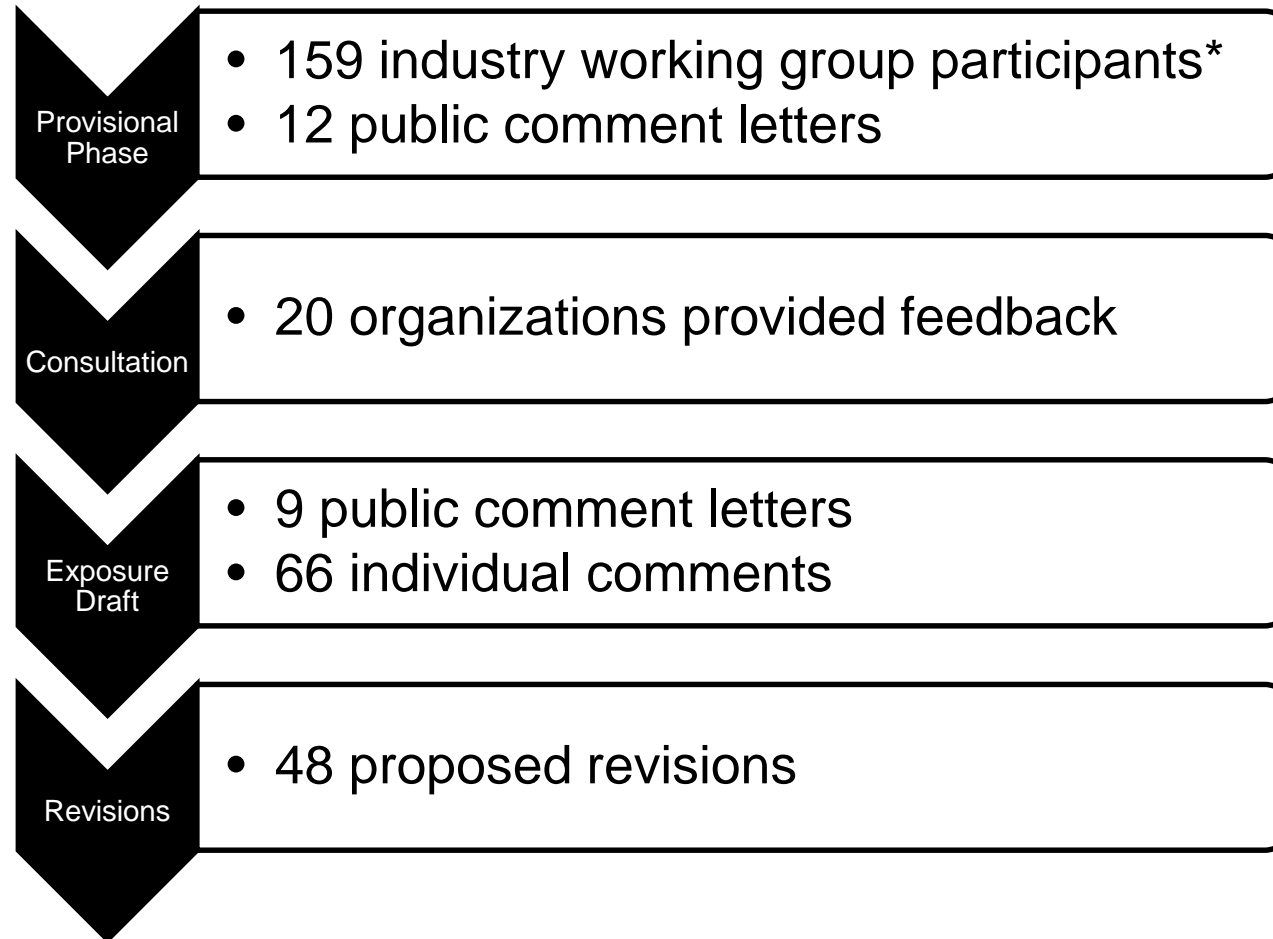 Provisional
Phase
• 159 industry working group participants*
• 12 public comment letters
Consultation
• 20 organizations provided feedback
Exposure
Draft
• 9 public comment letters
• 66 individual comments
Revisions
• 48 proposed revisions